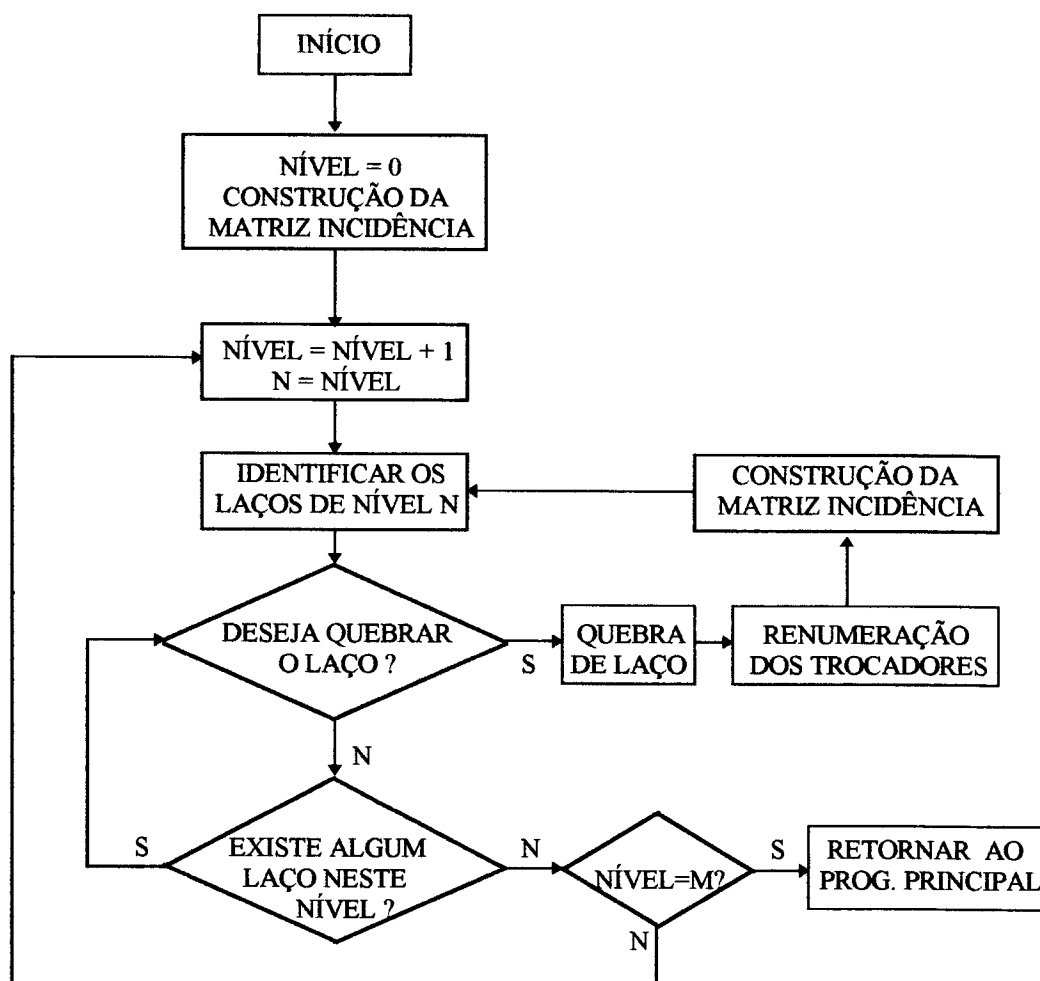 INÍCIO
NÍVEL = 0
CONSTRUÇÃO DA
MATRIZ INCIDÊNCIA
NÍVEL = NÍVEL + 1
N = NÍVEL
IDENTIFICAR OS
LAÇOS DE NÍVEL N
CONSTRUÇÃO DA
MATRIZ INCIDÊNCIA
DESEJA QUEBRAR
O LAÇO ?
S
QUEBRA
DE LAÇO
RENUMERAÇÃO
DOS TROCADORES
N
EXISTE ALGUM
LAÇO NESTE
NÍVEL ?
S
N
NÍVEL=M?
S
RETORNAR AO
PROG. PRINCIPAL
N